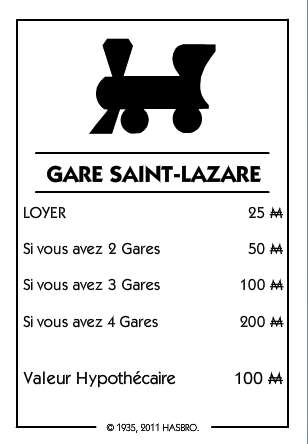 GARE SAINT-LAZARE
LOYER 25 ₩
Si vous avez 2 Gares 50 ₩
Si vous avez 3 Gares 100 ₩
Si vous avez 4 Gares 200 ₩
Valeur Hypothécaire 100 ₩
© 1935, 2011 HASBRO.